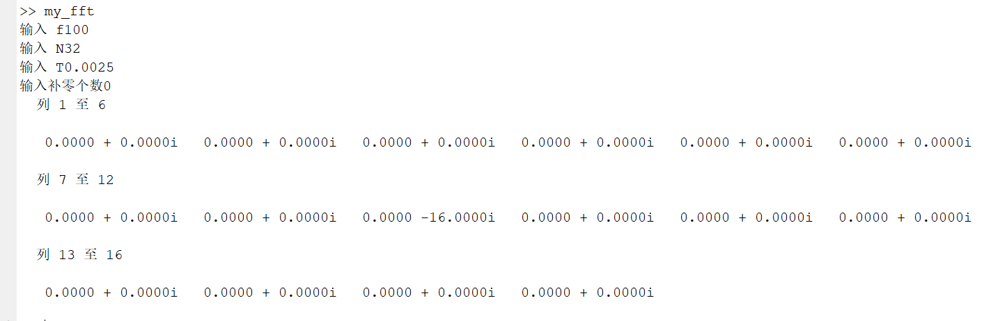 >> my_fft
输入 f100
输入 N32
输入 T0.0025
输入补零个数0
列 1 至 6
0.0000 + 0.0000i 0.0000 + 0.0000i 0.0000 + 0.0000i 0.0000 + 0.0000i 0.0000 + 0.0000i 0.0000 + 0.0000i
列 7 至 12
0.0000 + 0.0000i 0.0000 + 0.0000i 0.0000 -16.0000i 0.0000 + 0.0000i 0.0000 + 0.0000i 0.0000 + 0.0000i
列 13 至 16
0.0000 + 0.0000i 0.0000 + 0.0000i 0.0000 + 0.0000i 0.0000 + 0.0000i